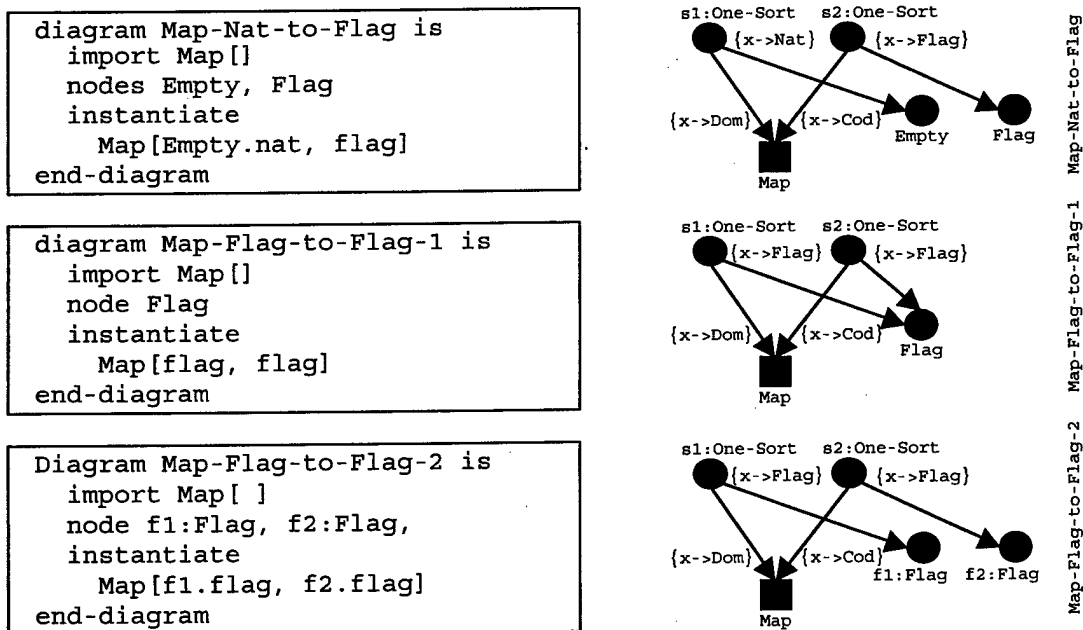 diagram Map-Nat-to-Flag is
import Map[]
nodes Empty, Flag
instantiate
Map[Empty.nat, flag]
end-diagram
s1:One-Sort s2:One-Sort
{x->Nat} {x->Flag}
{x->Dom} {x->Cod}
Empty Flag
Map
Map-Nat-to-Flag
diagram Map-Flag-to-Flag-1 is
import Map[]
node Flag
instantiate
Map[flag, flag]
end-diagram
s1:One-Sort s2:One-Sort
{x->Flag} {x->Flag}
{x->Dom} {x->Cod}
Flag
Map
Map-Flag-to-Flag-1
Diagram Map-Flag-to-Flag-2 is
import Map[ ]
node f1:Flag, f2:Flag,
instantiate
Map[f1.flag, f2.flag]
end-diagram
s1:One-Sort s2:One-Sort
{x->Flag} {x->Flag}
{x->Dom} {x->Cod}
f1:Flag f2:Flag
Map
Map-Flag-to-Flag-2